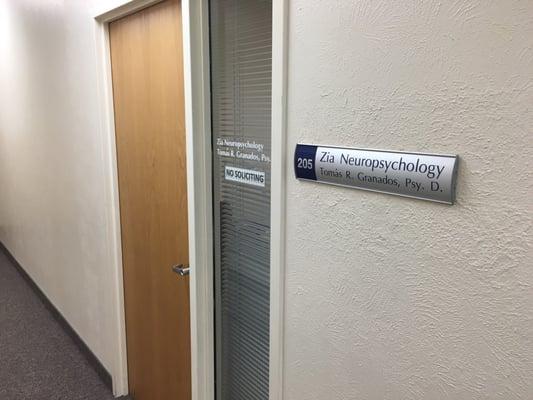 Zia Neuropsychology
Tomás R. Granados, Psy.
NO SOLICITING
205 Zia Neuropsychology
Tomás R. Granados, Psy. D.